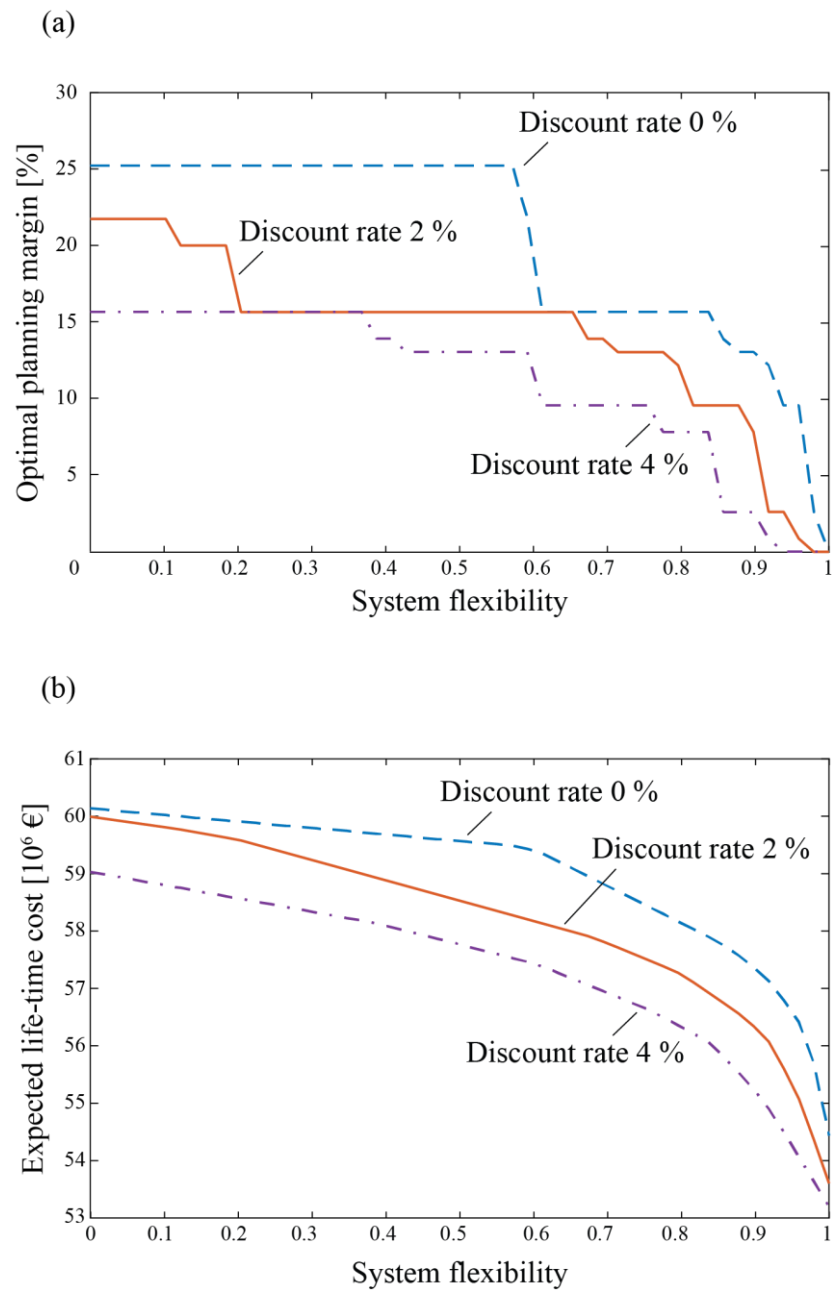 (a)
30
25
20
15
10
5
0
0.1 0.2 0.3 0.4 0.5 0.6 0.7 0.8 0.9 1
Optimal planning margin [%]
System flexibility
Discount rate 0 %
Discount rate 2 %
Discount rate 4 %
(b)
61
60
59
58
57
56
55
54
53
0 0.1 0.2 0.3 0.4 0.5 0.6 0.7 0.8 0.9 1
Expected life-time cost [10⁶ €]
System flexibility
Discount rate 0 %
Discount rate 2 %
Discount rate 4 %